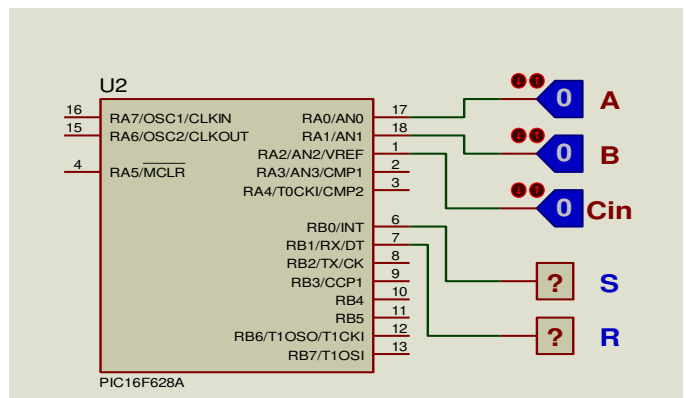 U2
16 RA7/OSC1/CLKIN RA0/AN0 17 0 A
15 RA6/OSC2/CLKOUT RA1/AN1 18 0 B
RA2/AN2/VREF 1
4 RA5/MCLR RA3/AN3/CMP1 2
RA4/T0CKI/CMP2 3 0 Cin
RB0/INT 6
RB1/RX/DT 7
RB2/TX/CK 8
RB3/CCP1 9 ? S
RB4 10
RB5 11
RB6/T1OSO/T1CKI 12 ? R
RB7/T1OSI 13
PIC16F628A